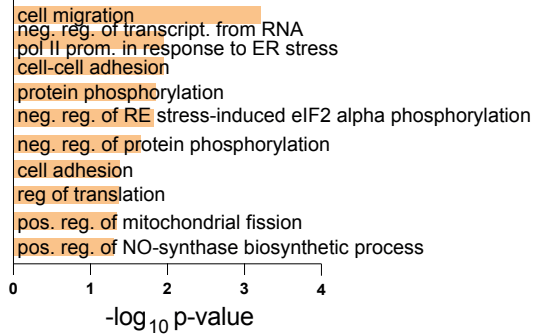 cell migration
neg. reg. of transcript. from RNA
pol II prom. in response to ER stress
cell-cell adhesion
protein phosphorylation
neg. reg. of RE stress-induced eIF2 alpha phosphorylation
neg. reg. of protein phosphorylation
cell adhesion
reg of translation
pos. reg. of mitochondrial fission
pos. reg. of NO-synthase biosynthetic process
0 1 2 3 4
-log10 p-value